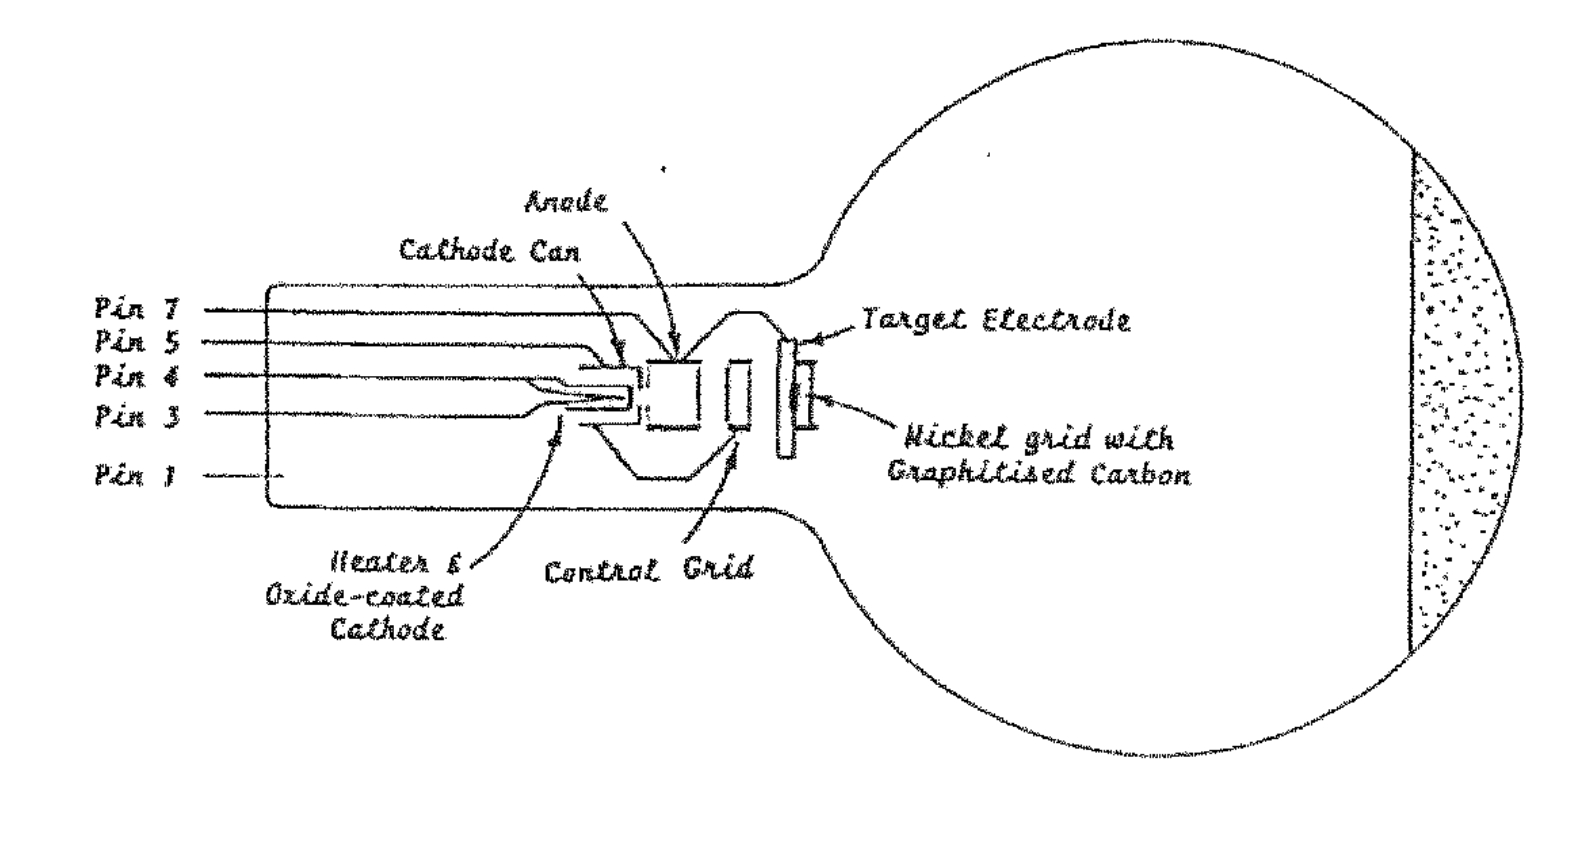 Anode
Cathode Can
Pin 7
Pin 5
Pin 4
Pin 3
Pin 1
Target Electrode
Nickel grid with
Graphitised Carbon
Heater &
Oxide-coated
Cathode
Control Grid